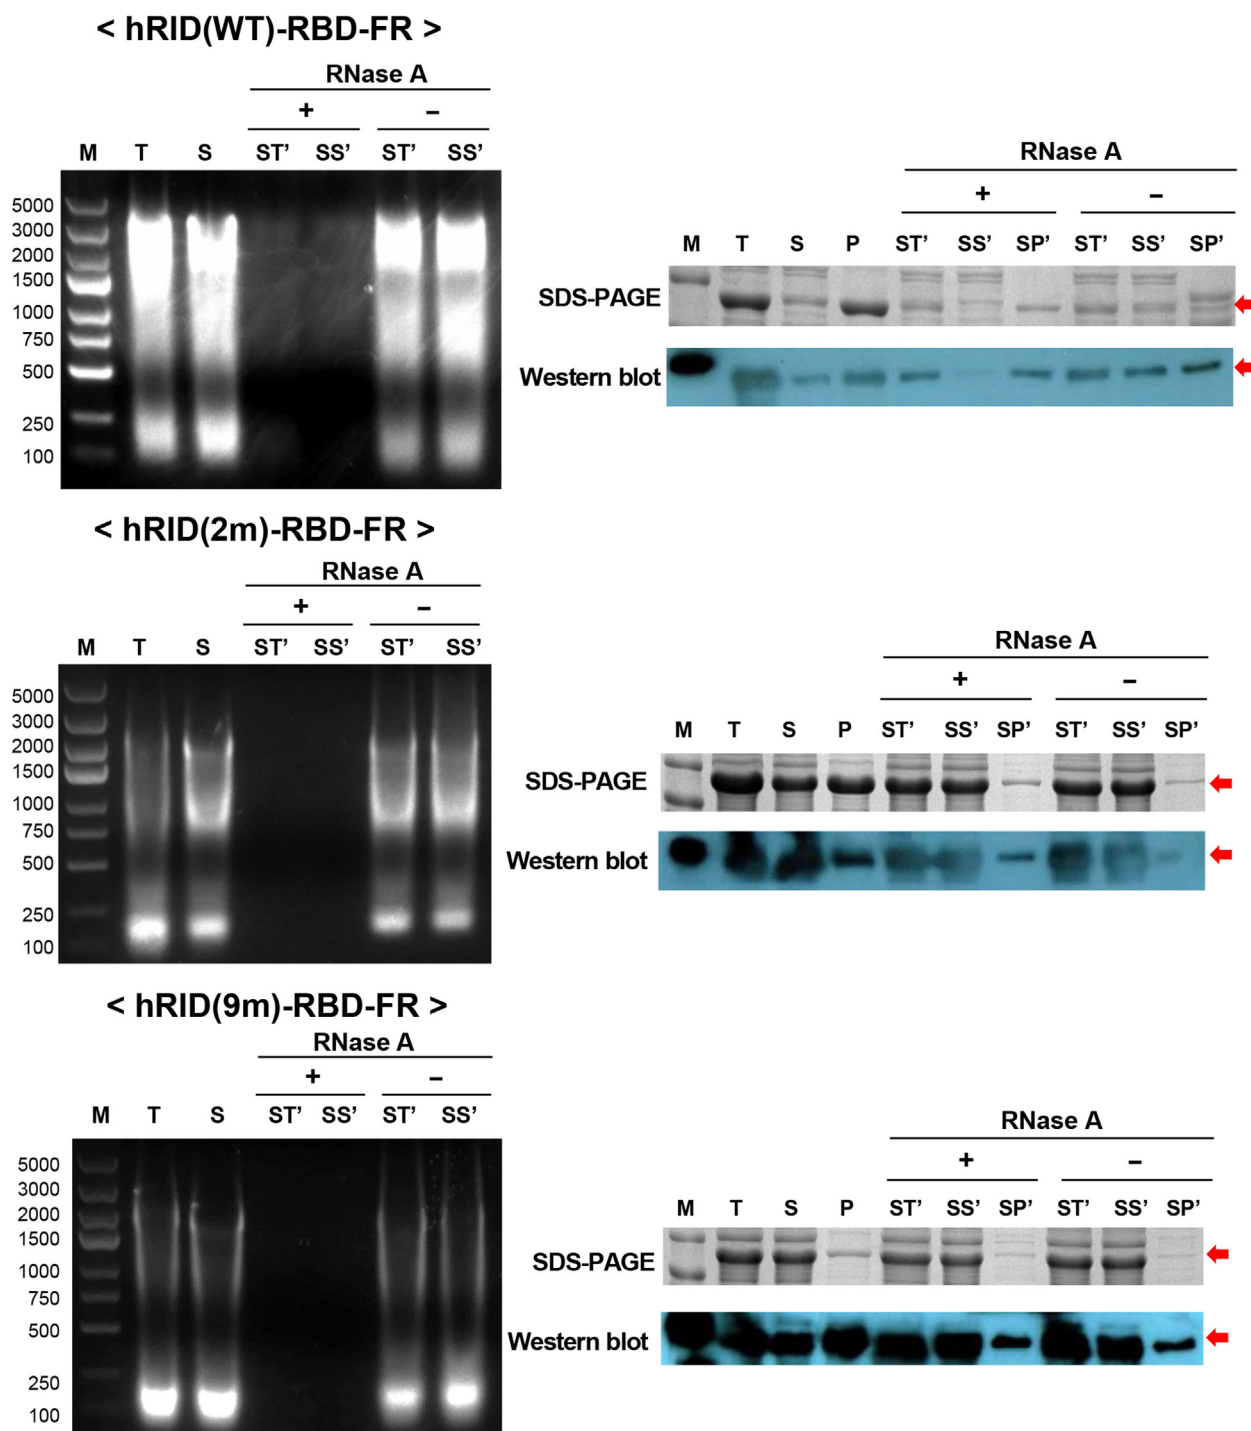 < hRID(WT)-RBD-FR >
RNase A
+ –
M T S ST’ SS’ ST’ SS’
5000
3000
2000
1500
1000
750
500
250
100
RNase A
+ –
M T S P ST’ SS’ SP’ ST’ SS’ SP’
SDS-PAGE
Western blot
< hRID(2m)-RBD-FR >
RNase A
+ –
M T S ST’ SS’ ST’ SS’
5000
3000
2000
1500
1000
750
500
250
100
RNase A
+ –
M T S P ST’ SS’ SP’ ST’ SS’ SP’
SDS-PAGE
Western blot
< hRID(9m)-RBD-FR >
RNase A
+ –
M T S ST’ SS’ ST’ SS’
5000
3000
2000
1500
1000
750
500
250
100
RNase A
+ –
M T S P ST’ SS’ SP’ ST’ SS’ SP’
SDS-PAGE
Western blot